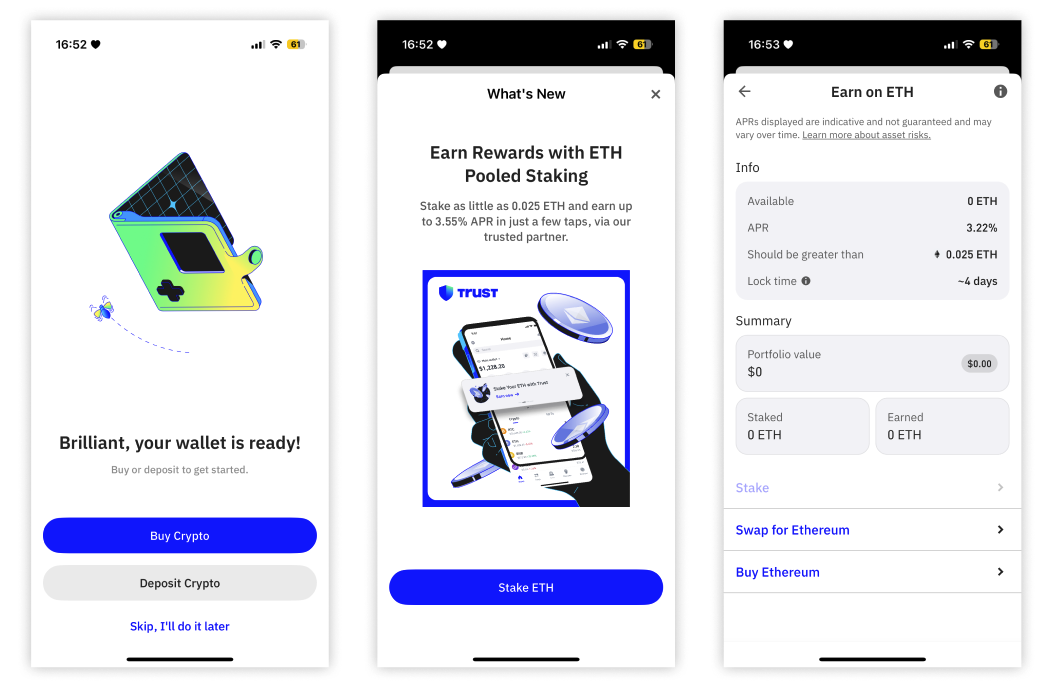 16:52
61
Brilliant, your wallet is ready!
Buy or deposit to get started.
Buy Crypto
Deposit Crypto
Skip, I'll do it later
16:52
61
What's New
Earn Rewards with ETH
Pooled Staking
Stake as little as 0.025 ETH and earn up
to 3.55% APR in just a few taps, via our
trusted partner.
TRUST
Home
Search
$1,228.20
Stake Your ETH with Trust
Earn now
Crypto
Stake ETH
16:53
61
Earn on ETH
APRs displayed are indicative and not guaranteed and may
vary over time. Learn more about asset risks.
Info
Available 0 ETH
APR 3.22%
Should be greater than 0.025 ETH
Lock time ~4 days
Summary
Portfolio value
$0
$0.00
Staked
0 ETH
Earned
0 ETH
Stake
Swap for Ethereum
Buy Ethereum